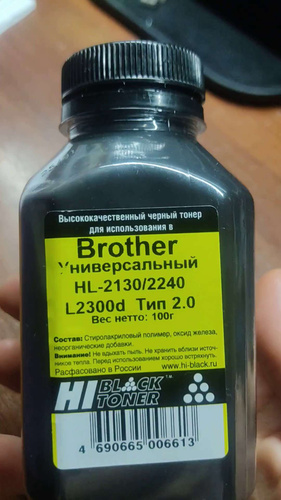 Высококачественный черный тонер
для использования в
Brother
Универсальный
HL-2130/2240
L2300d Тип 2.0
Вес нетто: 100г
Состав: Стиролакриловый полимер, оксид железа,
неорганические добавки.
Внимание! Не вдыхать пыль. Не хранить вблизи источ-
ников тепла. Перед использованием хорошо встряхнуть.
Расфасовано в России www.hi-black.ru
HI BLACK TONER ™
4 690665 006613